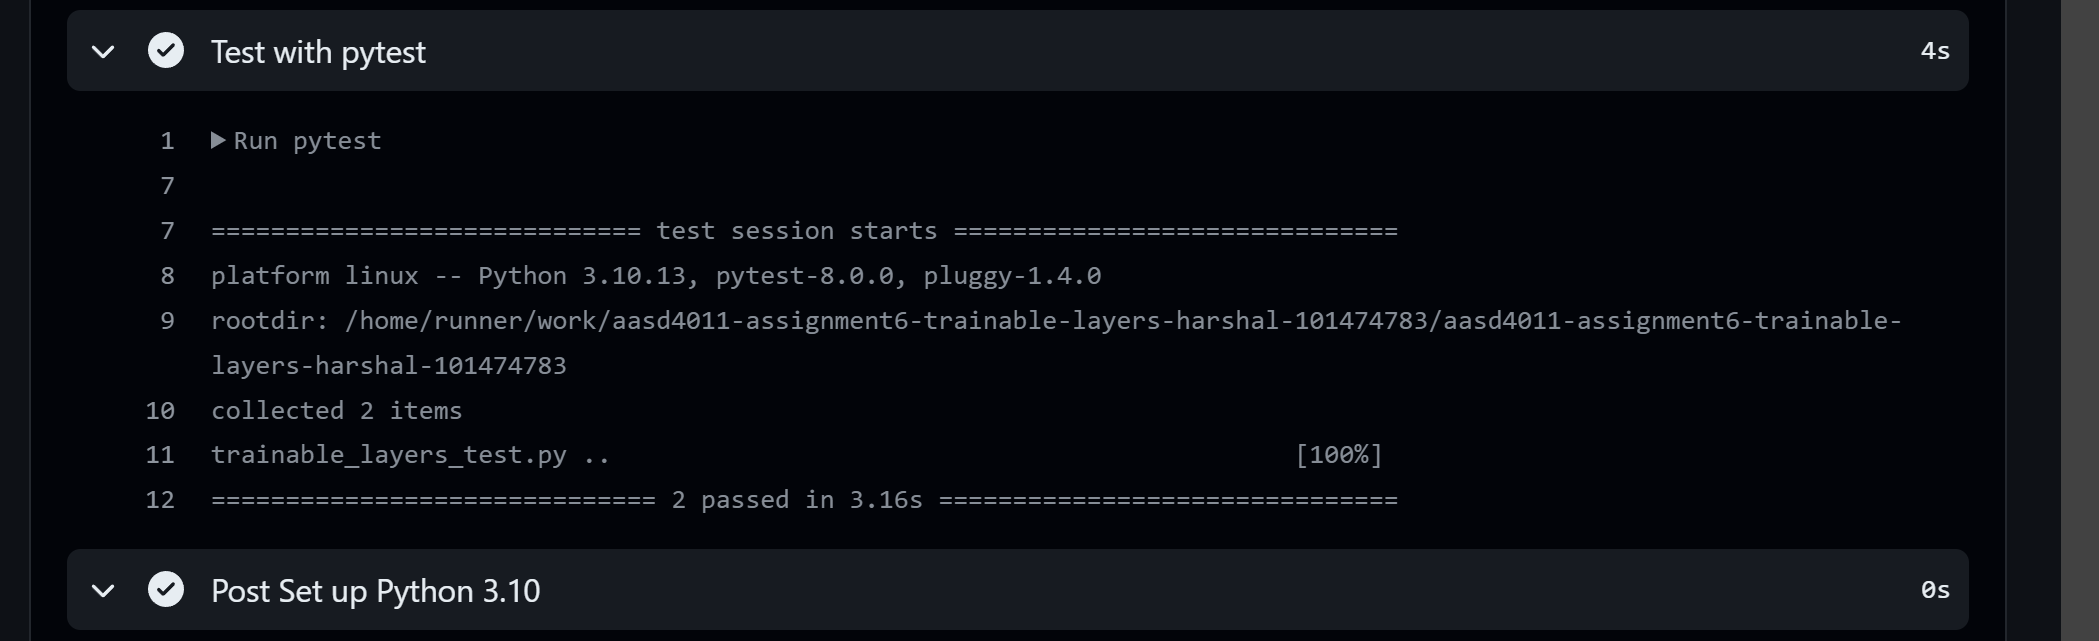 Test with pytest 4s
1 Run pytest
7
7 ============================= test session starts ==============================
8 platform linux -- Python 3.10.13, pytest-8.0.0, pluggy-1.4.0
9 rootdir: /home/runner/work/aasd4011-assignment6-trainable-layers-harshal-101474783/aasd4011-assignment6-trainable-
layers-harshal-101474783
10 collected 2 items
11 trainable_layers_test.py .. [100%]
12 ============================== 2 passed in 3.16s ===============================
Post Set up Python 3.10 0s